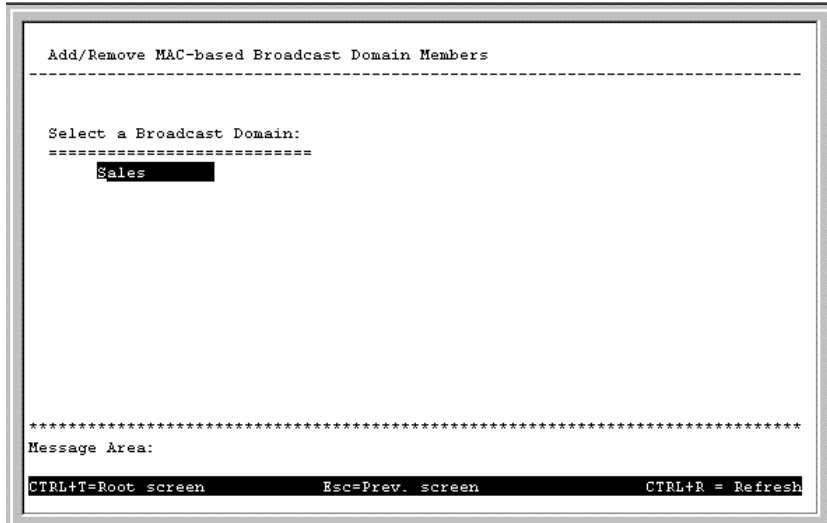 Add/Remove MAC-based Broadcast Domain Members
--------------------------------------------------------------------------------
Select a Broadcast Domain:
===========================
Sales
********************************************************************************
Message Area:
CTRL+T=Root screen Esc=Prev. screen CTRL+R = Refresh